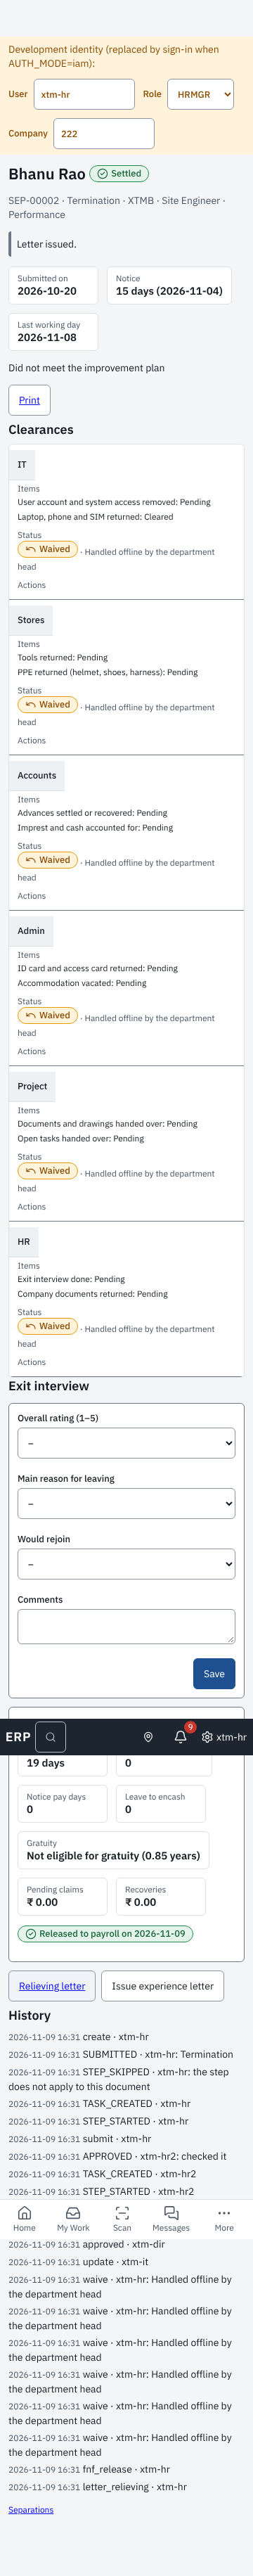 Development identity (replaced by sign-in when
AUTH_MODE=iam):
User xtm-hr Role HRMGR
Company 222
Bhanu Rao Settled
SEP-00002 · Termination · XTMB · Site Engineer ·
Performance
Letter issued.
Submitted on
2026-10-20
Notice
15 days (2026-11-04)
Last working day
2026-11-08
Did not meet the improvement plan
Print
Clearances
IT
Items
User account and system access removed: Pending
Laptop, phone and SIM returned: Cleared
Status
Waived · Handled offline by the department
head
Actions
Stores
Items
Tools returned: Pending
PPE returned (helmet, shoes, harness): Pending
Status
Waived · Handled offline by the department
head
Actions
Accounts
Items
Advances settled or recovered: Pending
Imprest and cash accounted for: Pending
Status
Waived · Handled offline by the department
head
Actions
Admin
Items
ID card and access card returned: Pending
Accommodation vacated: Pending
Status
Waived · Handled offline by the department
head
Actions
Project
Items
Documents and drawings handed over: Pending
Open tasks handed over: Pending
Status
Waived · Handled offline by the department
head
Actions
HR
Items
Exit interview done: Pending
Company documents returned: Pending
Status
Waived · Handled offline by the department
head
Actions
Exit interview
Overall rating (1–5)
–
Main reason for leaving
–
Would rejoin
–
Comments
Save
ERP 9 xtm-hr
19 days 0
Notice pay days
0
Leave to encash
0
Gratuity
Not eligible for gratuity (0.85 years)
Pending claims
₹ 0.00
Recoveries
₹ 0.00
Released to payroll on 2026-11-09
Relieving letter Issue experience letter
History
2026-11-09 16:31 create · xtm-hr
2026-11-09 16:31 SUBMITTED · xtm-hr: Termination
2026-11-09 16:31 STEP_SKIPPED · xtm-hr: the step
does not apply to this document
2026-11-09 16:31 TASK_CREATED · xtm-hr
2026-11-09 16:31 STEP_STARTED · xtm-hr
2026-11-09 16:31 submit · xtm-hr
2026-11-09 16:31 APPROVED · xtm-hr2: checked it
2026-11-09 16:31 TASK_CREATED · xtm-hr2
2026-11-09 16:31 STEP_STARTED · xtm-hr2
Home My Work Scan Messages More
2026-11-09 16:31 approved · xtm-dir
2026-11-09 16:31 update · xtm-it
2026-11-09 16:31 waive · xtm-hr: Handled offline by
the department head
2026-11-09 16:31 waive · xtm-hr: Handled offline by
the department head
2026-11-09 16:31 waive · xtm-hr: Handled offline by
the department head
2026-11-09 16:31 waive · xtm-hr: Handled offline by
the department head
2026-11-09 16:31 waive · xtm-hr: Handled offline by
the department head
2026-11-09 16:31 waive · xtm-hr: Handled offline by
the department head
2026-11-09 16:31 fnf_release · xtm-hr
2026-11-09 16:31 letter_relieving · xtm-hr
Separations